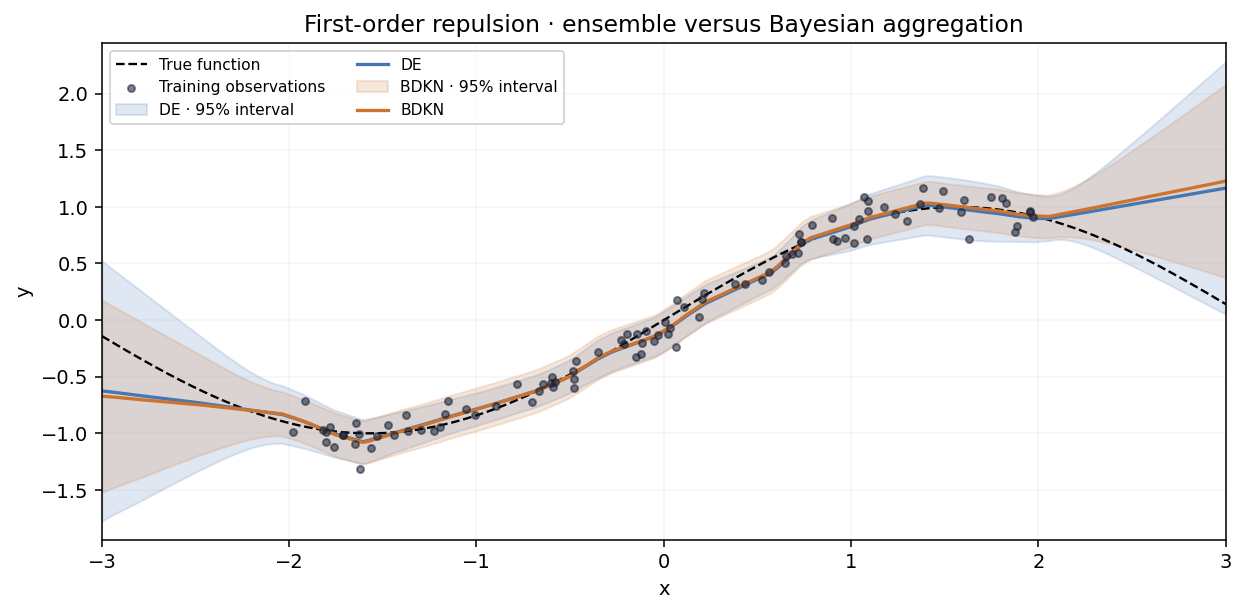 First-order repulsion · ensemble versus Bayesian aggregation
True function
Training observations
DE · 95% interval
DE
BDKN · 95% interval
BDKN
y
2.0
1.5
1.0
0.5
0.0
−0.5
−1.0
−1.5
−3
−2
−1
0
1
2
3
x